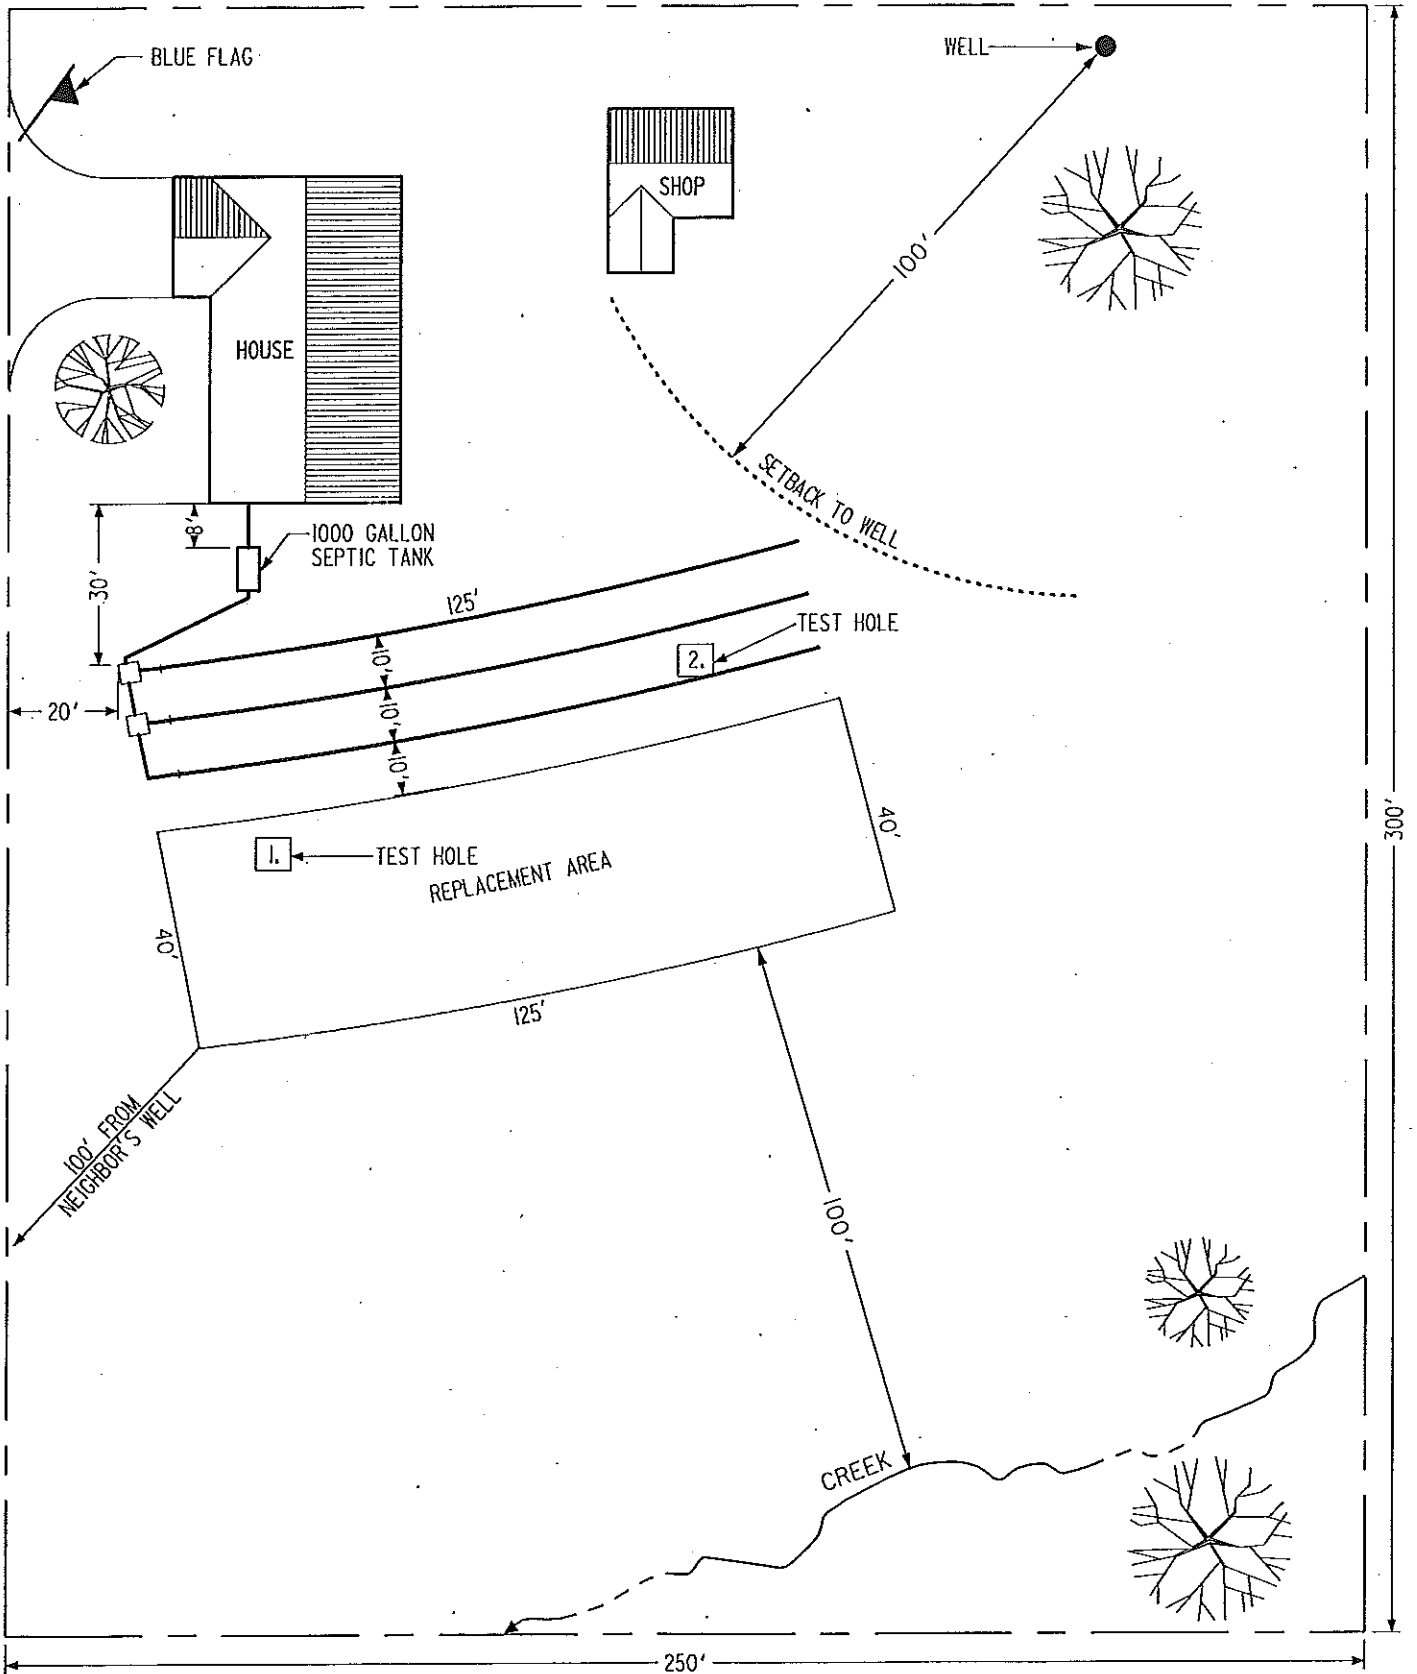 BLUE FLAG
WELL
SHOP
100'
HOUSE
SETBACK TO WELL
8'
1000 GALLON
SEPTIC TANK
30'
125'
TEST HOLE
10'
2.
20'
10'
10'
300'
40'
1.
TEST HOLE
REPLACEMENT AREA
40'
125'
100' FROM
NEIGHBOR'S WELL
100'
CREEK
250'